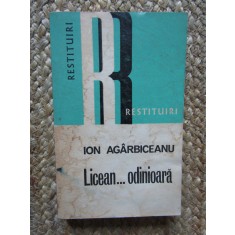 RESTITUIRI
R
RESTITUIRI
ION AGÂRBICEANU
Licean... odinioară